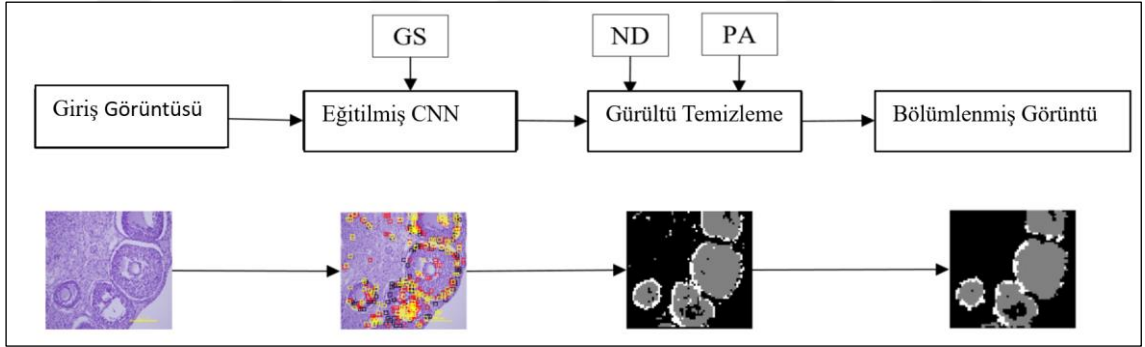 GS
ND
PA
Giriş Görüntüsü
Eğitilmiş CNN
Gürültü Temizleme
Bölümlenmiş Görüntü